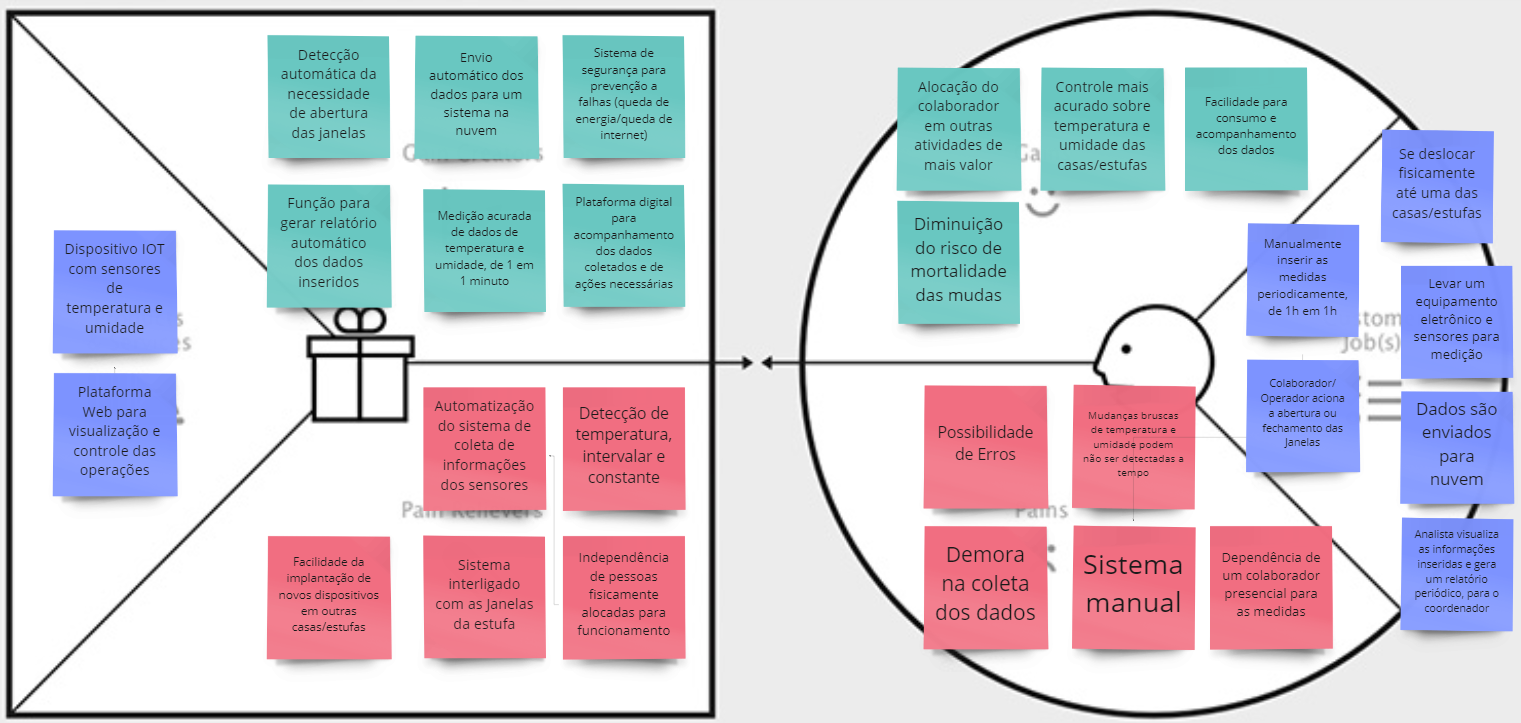 Detecção
automática da
necessidade
de abertura
das janelas
Envio
automático dos
dados para um
sistema na
nuvem
Sistema de
segurança para
prevenção a
falhas (queda de
energia/queda de
internet)
Função para
gerar relatório
automático
dos dados
inseridos
Medição acurada
de dados de
temperatura e
umidade, de 1 em
1 minuto
Plataforma digital
para
acompanhamento
dos dados
coletados e de
ações necessárias
Dispositivo IOT
com sensores
de
temperatura e
umidade
Plataforma
Web para
visualização e
controle das
operações
Automatização
do sistema de
coleta de
informações
dos sensores
Detecção de
temperatura,
intervalar e
constante
Pain Relievers
Facilidade da
implantação de
novos dispositivos
em outras
casas/estufas
Sistema
interligado
com as Janelas
da estufa
Independência
de pessoas
fisicamente
alocadas para
funcionamento
Alocação do
colaborador
em outras
atividades de
mais valor
Controle mais
acurado sobre
temperatura e
umidade das
casas/estufas
Facilidade para
consumo e
acompanhamento
dos dados
Diminuição
do risco de
mortalidade
das mudas
Se deslocar
fisicamente
até uma das
casas/estufas
Manualmente
inserir as
medidas
periodicamente,
de 1h em 1h
Levar um
equipamento
eletrônico e
sensores para
medição
Job(s)
Colaborador/
Operador aciona
a abertura ou
fechamento das
Janelas
Dados são
enviados
para
nuvem
Analista visualiza
as informações
inseridas e gera
um relatório
periódico, para o
coordenador
Possibilidade
de Erros
Mudanças bruscas
de temperatura e
umidade podem
não ser detectadas a
tempo
Pains
Demora
na coleta
dos dados
Sistema
manual
Dependência de
um colaborador
presencial para
as medidas